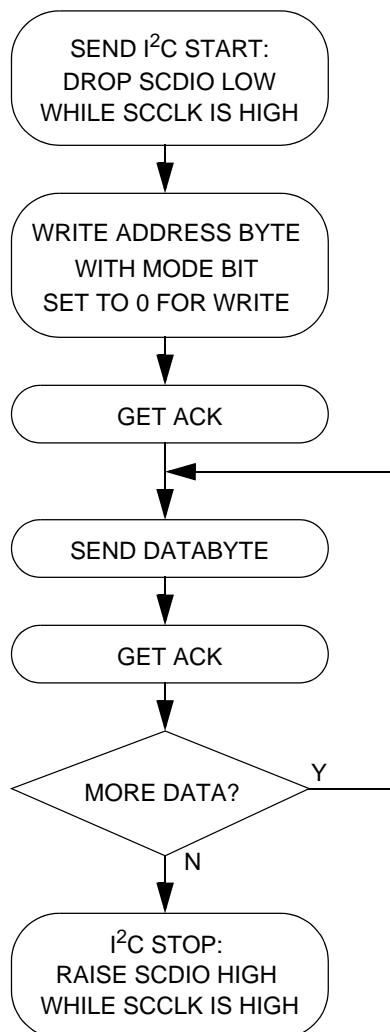 SEND I²C START:
DROP SCDIO LOW
WHILE SCCLK IS HIGH
WRITE ADDRESS BYTE
WITH MODE BIT
SET TO 0 FOR WRITE
GET ACK
SEND DATABYTE
GET ACK
MORE DATA?
Y
N
I²C STOP:
RAISE SCDIO HIGH
WHILE SCCLK IS HIGH